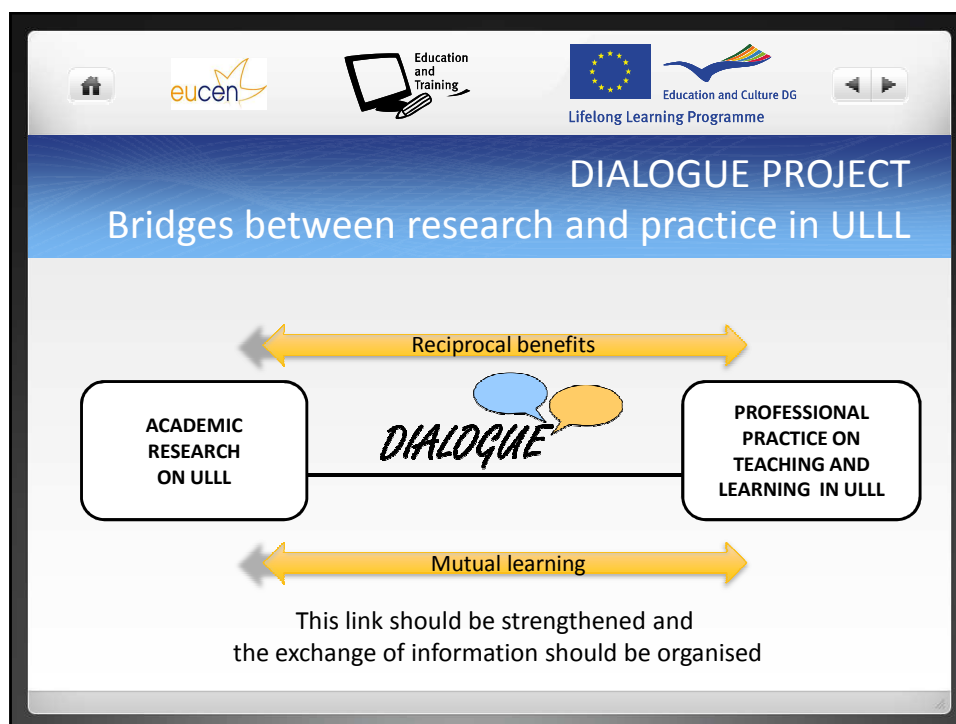 eucen
Education
and
Training
Education and Culture DG
Lifelong Learning Programme
DIALOGUE PROJECT
Bridges between research and practice in ULLL
Reciprocal benefits
ACADEMIC
RESEARCH
ON ULLL
DIALOGUE
PROFESSIONAL
PRACTICE ON
TEACHING AND
LEARNING IN ULLL
Mutual learning
This link should be strengthened and
the exchange of information should be organised